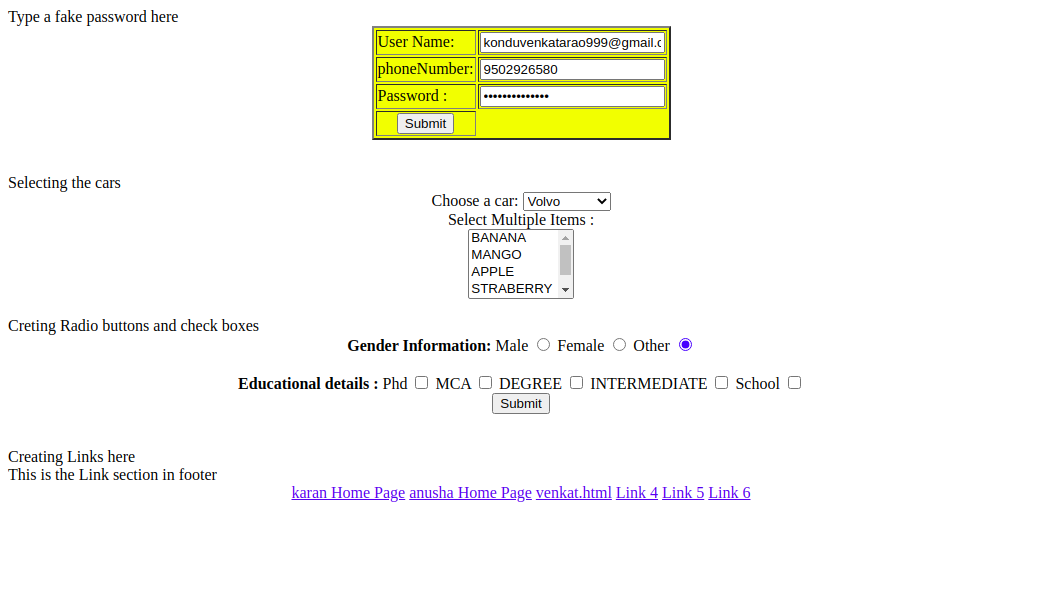 Type a fake password here
User Name: konduvenkatarao999@gmail.c
phoneNumber: 9502926580
Password : ••••••••••••••
Submit
Selecting the cars
Choose a car: Volvo
Select Multiple Items :
BANANA
MANGO
APPLE
STRABERRY
Creting Radio buttons and check boxes
Gender Information: Male Female Other
Educational details : Phd MCA DEGREE INTERMEDIATE School
Submit
Creating Links here
This is the Link section in footer
karan Home Page anusha Home Page venkat.html Link 4 Link 5 Link 6